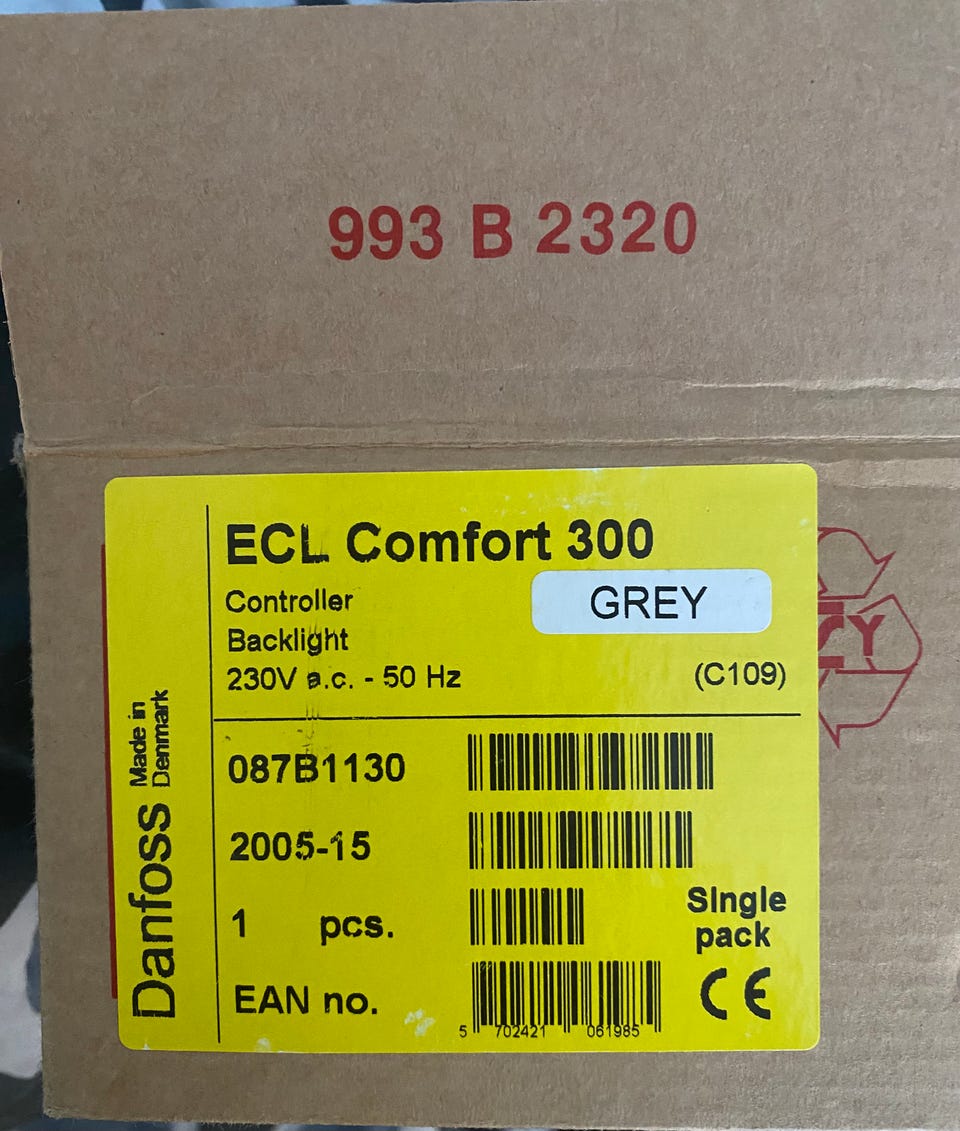 993 B 2320
ECL Comfort 300
Controller
GREY
Backlight
230V a.c. - 50 Hz
(C109)
Danfoss
Made in
Denmark
087B1130
2005-15
1 pcs.
Single
pack
EAN no.
CE
5 702421 061985